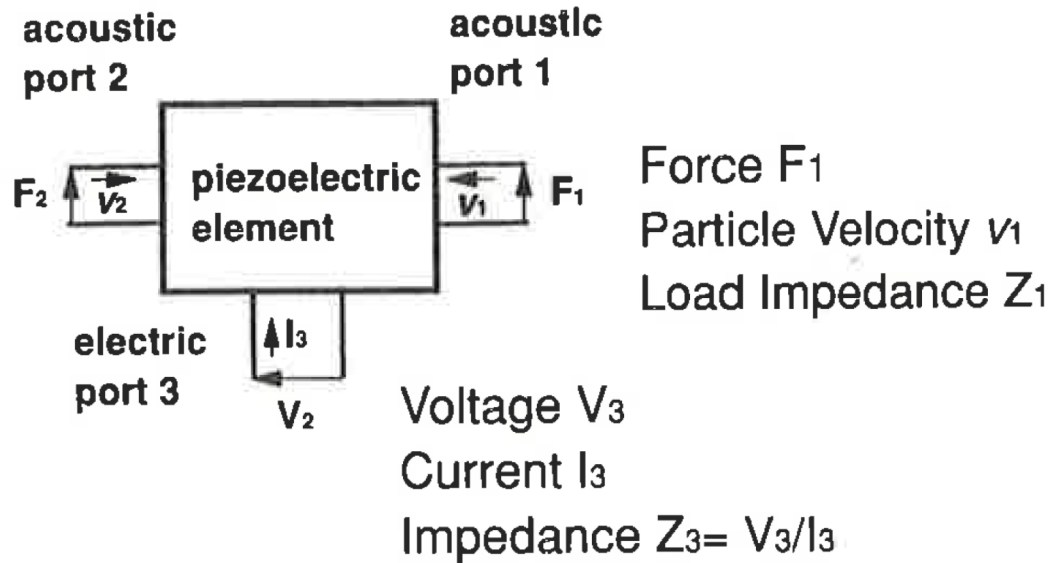 acoustic
port 2
acoustic
port 1
F2
v2
piezoelectric
element
v1
F1
Force F1
Particle Velocity v1
Load Impedance Z1
electric
port 3
I3
V2
Voltage V3
Current I3
Impedance Z3= V3/I3